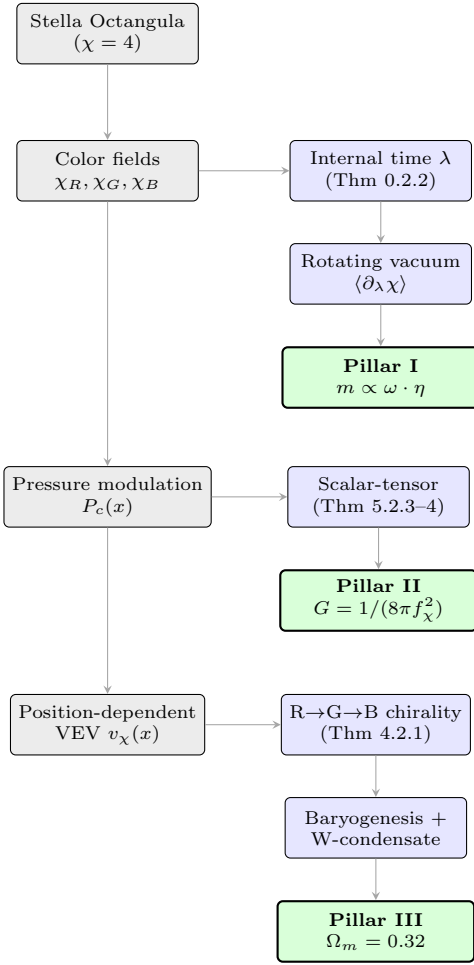 Stella Octangula
(χ = 4)
Color fields
χ_R, χ_G, χ_B
Internal time λ
(Thm 0.2.2)
Rotating vacuum
⟨∂_λχ⟩
Pillar I
m ∝ ω · η
Pressure modulation
P_c(x)
Scalar-tensor
(Thm 5.2.3–4)
Pillar II
G = 1/(8πf_χ^2)
Position-dependent
VEV v_χ(x)
R→G→B chirality
(Thm 4.2.1)
Baryogenesis +
W-condensate
Pillar III
Ω_m = 0.32